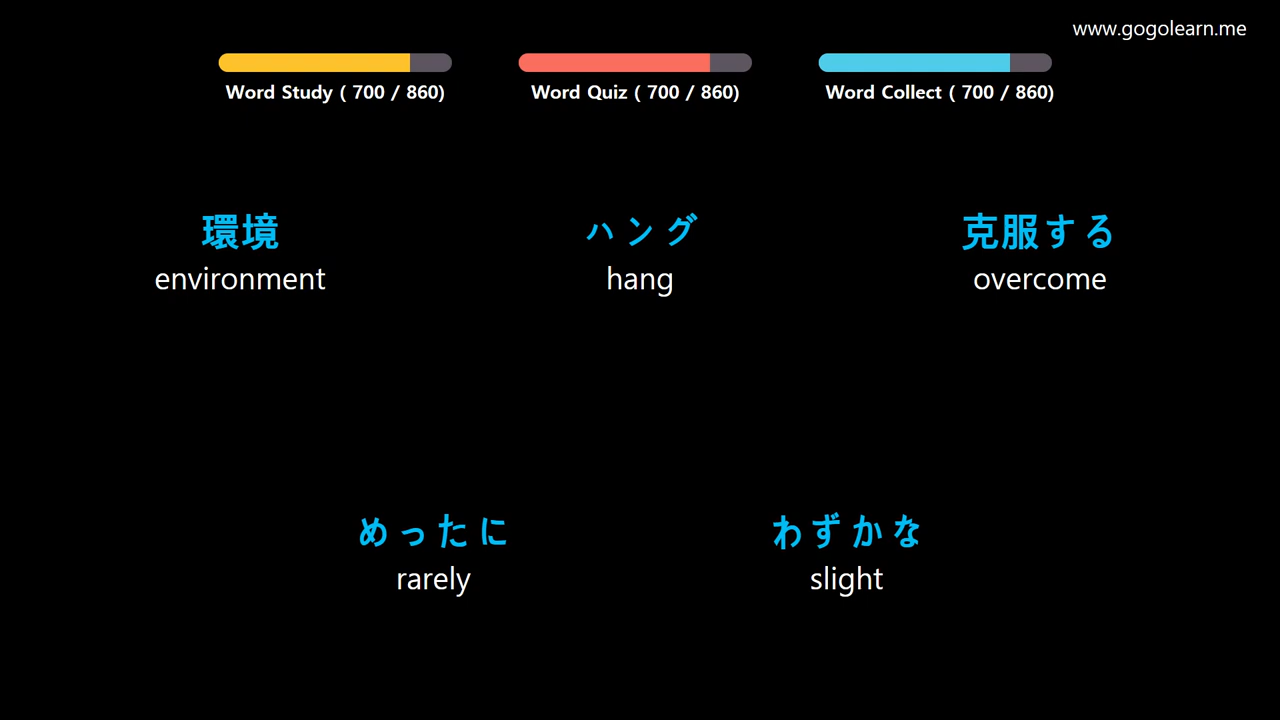 www.gogolearn.me
Word Study ( 700 / 860)
Word Quiz ( 700 / 860)
Word Collect ( 700 / 860)
環境
environment
ハング
hang
克服する
overcome
めったに
rarely
わずかな
slight